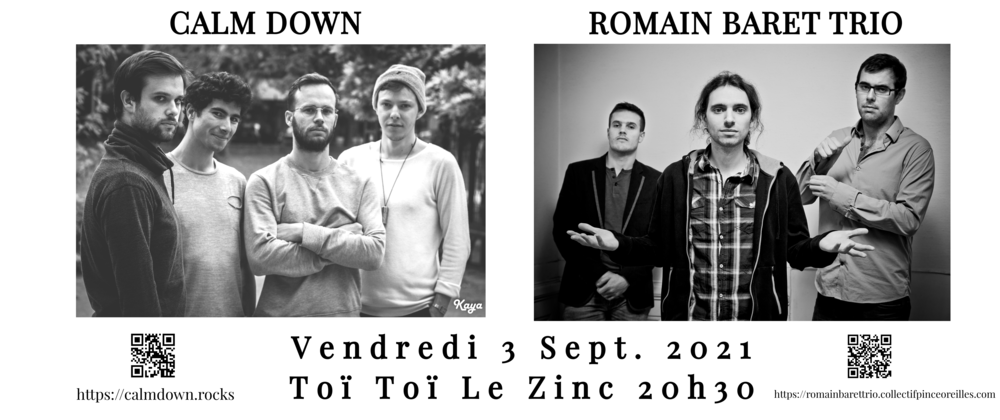 CALM DOWN
ROMAIN BARET TRIO
Kaya
Vendredi 3 Sept. 2021
Toï Toï Le Zinc 20h30
https://calmdown.rocks
https://romainbarettrio.collectifpinceoreilles.com